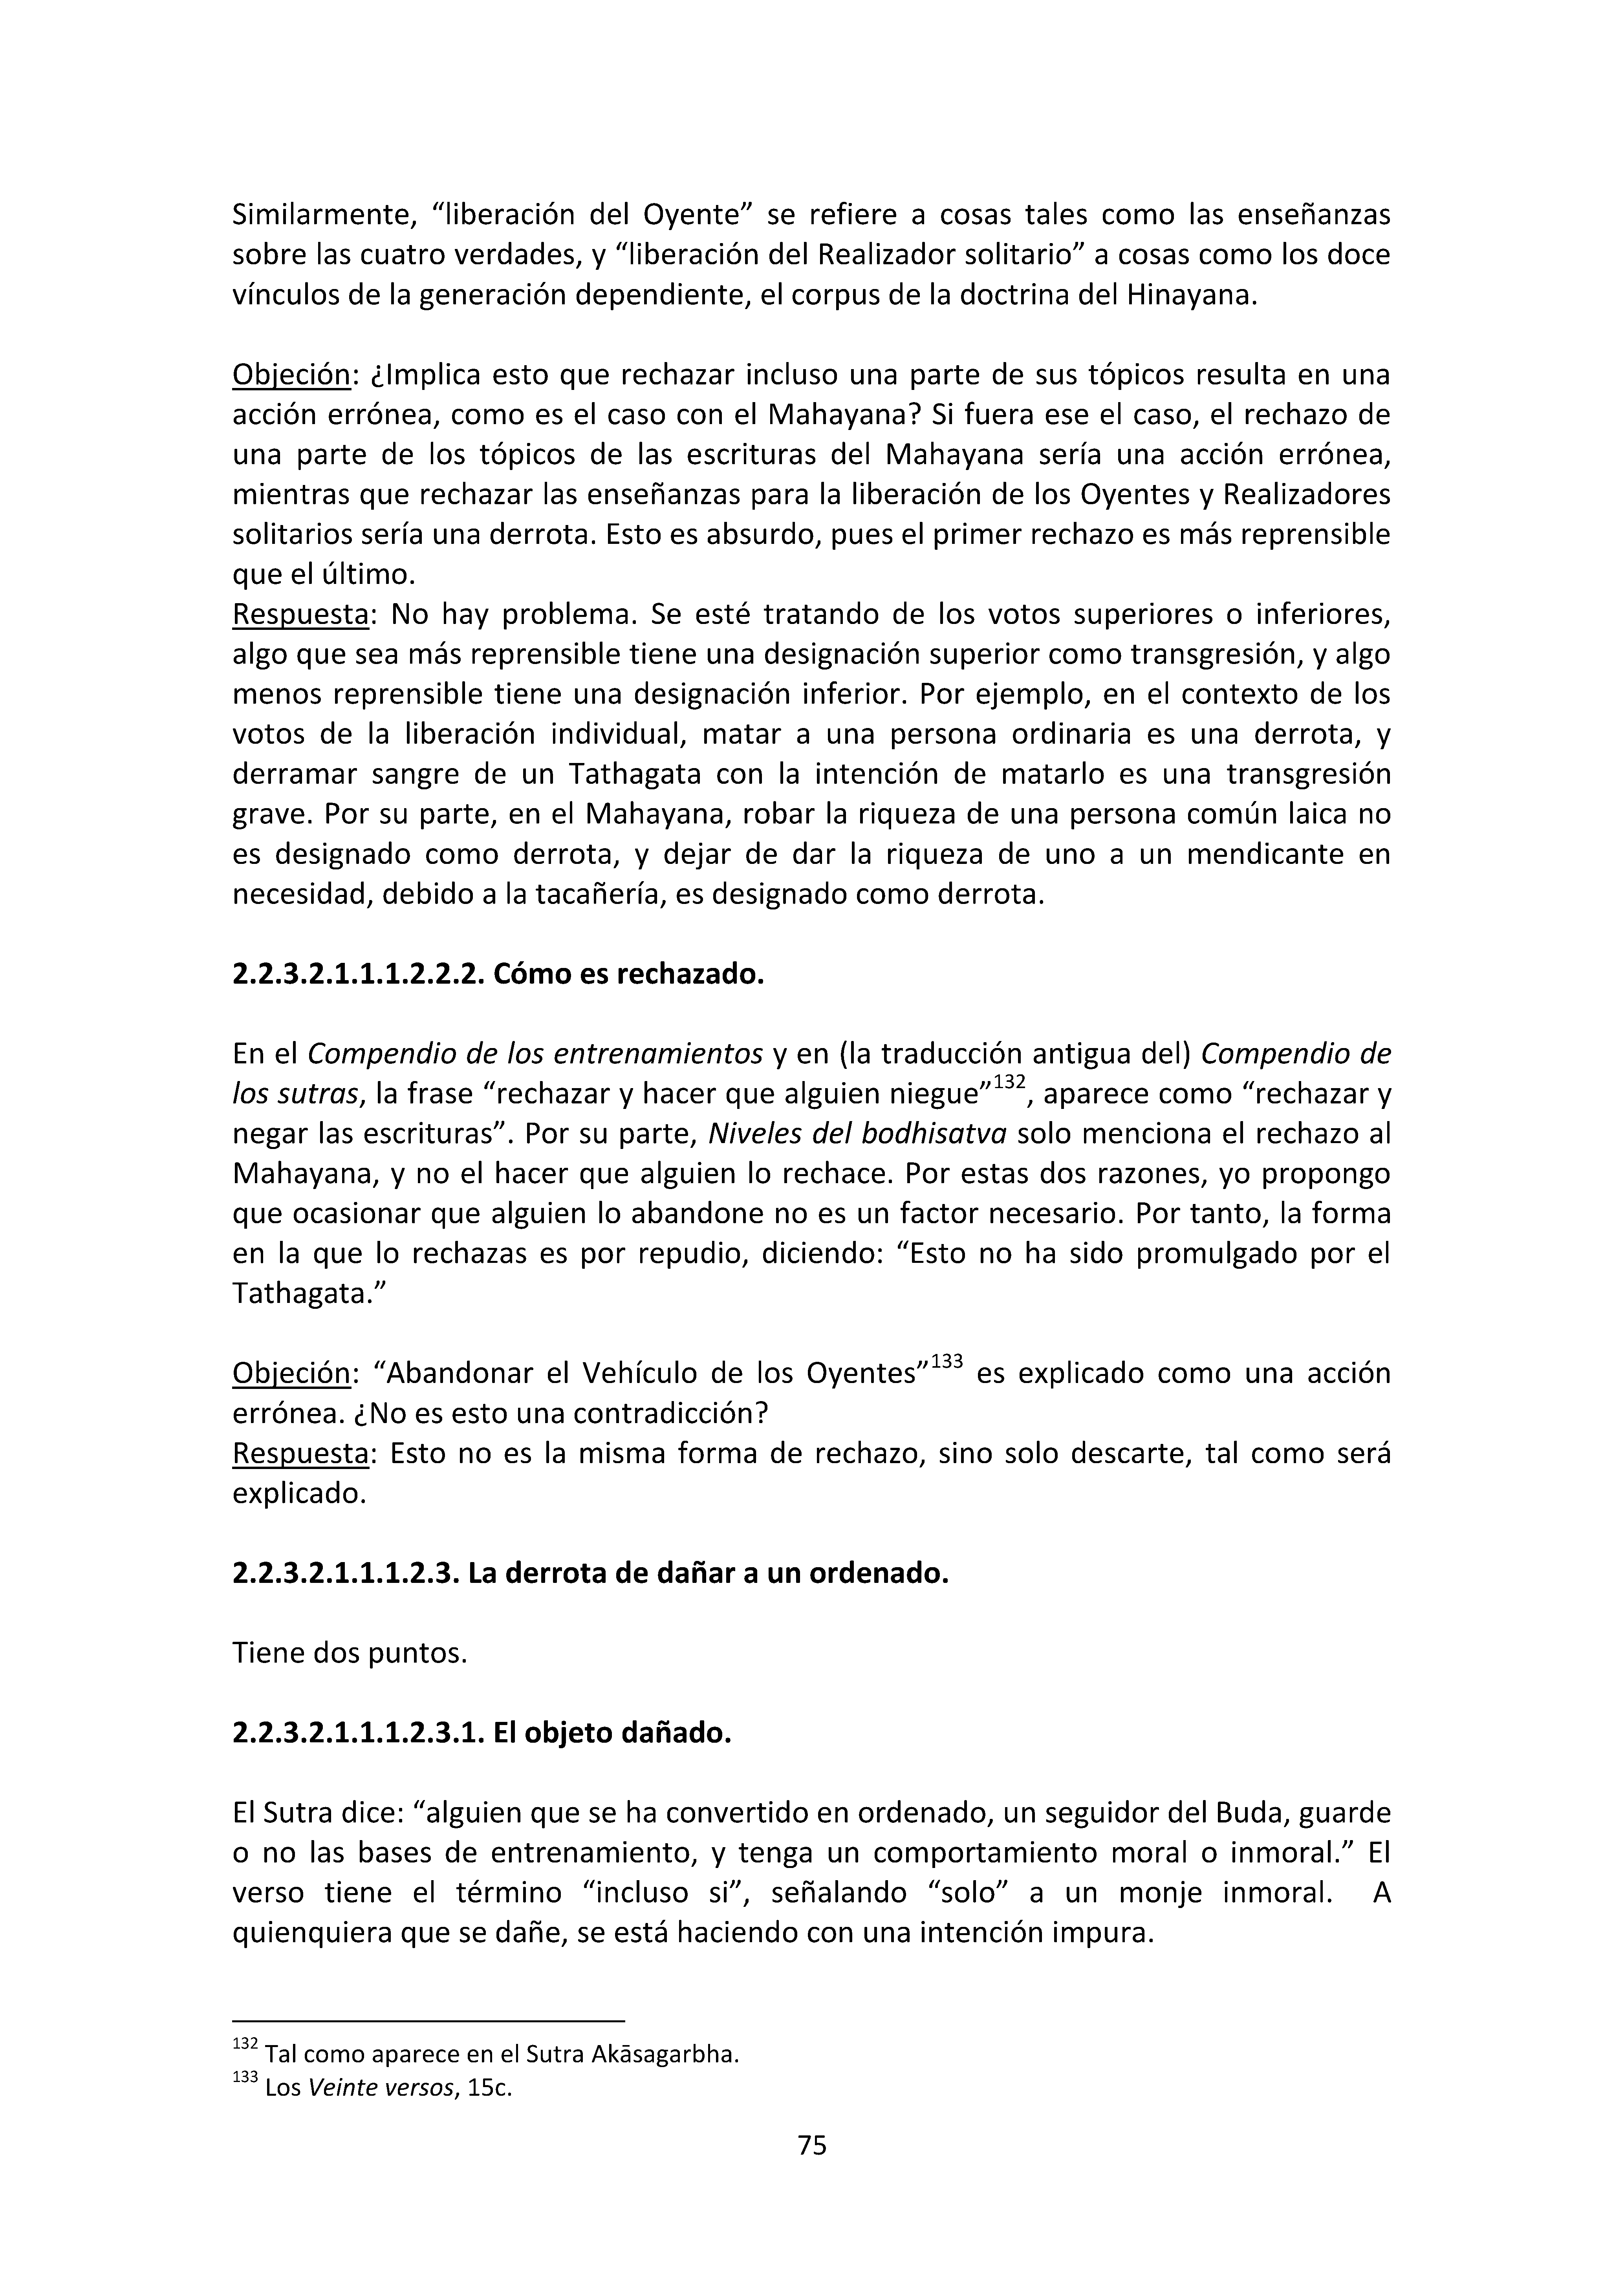 Similarmente, “liberación del Oyente” se refiere a cosas tales como las enseñanzas
sobre las cuatro verdades, y “liberación del Realizador solitario” a cosas como los doce
vínculos de la generación dependiente, el corpus de la doctrina del Hinayana.
Objeción: ¿Implica esto que rechazar incluso una parte de sus tópicos resulta en una
acción errónea, como es el caso con el Mahayana? Si fuera ese el caso, el rechazo de
una parte de los tópicos de las escrituras del Mahayana sería una acción errónea,
mientras que rechazar las enseñanzas para la liberación de los Oyentes y Realizadores
solitarios sería una derrota. Esto es absurdo, pues el primer rechazo es más reprensible
que el último.
Respuesta: No hay problema. Se esté tratando de los votos superiores o inferiores,
algo que sea más reprensible tiene una designación superior como transgresión, y algo
menos reprensible tiene una designación inferior. Por ejemplo, en el contexto de los
votos de la liberación individual, matar a una persona ordinaria es una derrota, y
derramar sangre de un Tathagata con la intención de matarlo es una transgresión
grave. Por su parte, en el Mahayana, robar la riqueza de una persona común laica no
es designado como derrota, y dejar de dar la riqueza de uno a un mendicante en
necesidad, debido a la tacañería, es designado como derrota.
2.2.3.2.1.1.1.2.2.2. Cómo es rechazado.
En el Compendio de los entrenamientos y en (la traducción antigua del) Compendio de
los sutras, la frase “rechazar y hacer que alguien niegue”132, aparece como “rechazar y
negar las escrituras”. Por su parte, Niveles del bodhisatva solo menciona el rechazo al
Mahayana, y no el hacer que alguien lo rechace. Por estas dos razones, yo propongo
que ocasionar que alguien lo abandone no es un factor necesario. Por tanto, la forma
en la que lo rechazas es por repudio, diciendo: “Esto no ha sido promulgado por el
Tathagata.”
Objeción: “Abandonar el Vehículo de los Oyentes”133 es explicado como una acción
errónea. ¿No es esto una contradicción?
Respuesta: Esto no es la misma forma de rechazo, sino solo descarte, tal como será
explicado.
2.2.3.2.1.1.1.2.3. La derrota de dañar a un ordenado.
Tiene dos puntos.
2.2.3.2.1.1.1.2.3.1. El objeto dañado.
El Sutra dice: “alguien que se ha convertido en ordenado, un seguidor del Buda, guarde
o no las bases de entrenamiento, y tenga un comportamiento moral o inmoral.” El
verso tiene el término “incluso si”, señalando “solo” a un monje inmoral. A
quienquiera que se dañe, se está haciendo con una intención impura.
132 Tal como aparece en el Sutra Akāsagarbha.
133 Los Veinte versos, 15c.
75